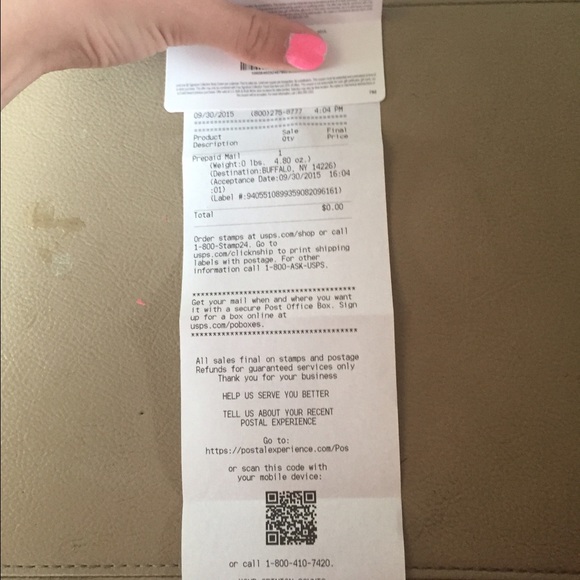 09/30/2015 (800)275-8777 4:04 PM
Product Sale Final
Description Qty Price
Prepaid Mail 1
(Weight:0 lbs. 4.80 oz.)
(Destination:BUFFALO, NY 14226)
(Acceptance Date:09/30/2015 16:04
:01)
(Label #:9405510899359082096161)
Total $0.00
Order stamps at usps.com/shop or call
1-800-Stamp24. Go to
usps.com/clicknship to print shipping
labels with postage. For other
information call 1-800-ASK-USPS.
Get your mail when and where you want
it with a secure Post Office Box. Sign
up for a box online at
usps.com/poboxes.
All sales final on stamps and postage
Refunds for guaranteed services only
Thank you for your business
HELP US SERVE YOU BETTER
TELL US ABOUT YOUR RECENT
POSTAL EXPERIENCE
Go to:
https://postalexperience.com/Pos
or scan this code with
your mobile device:
or call 1-800-410-7420.